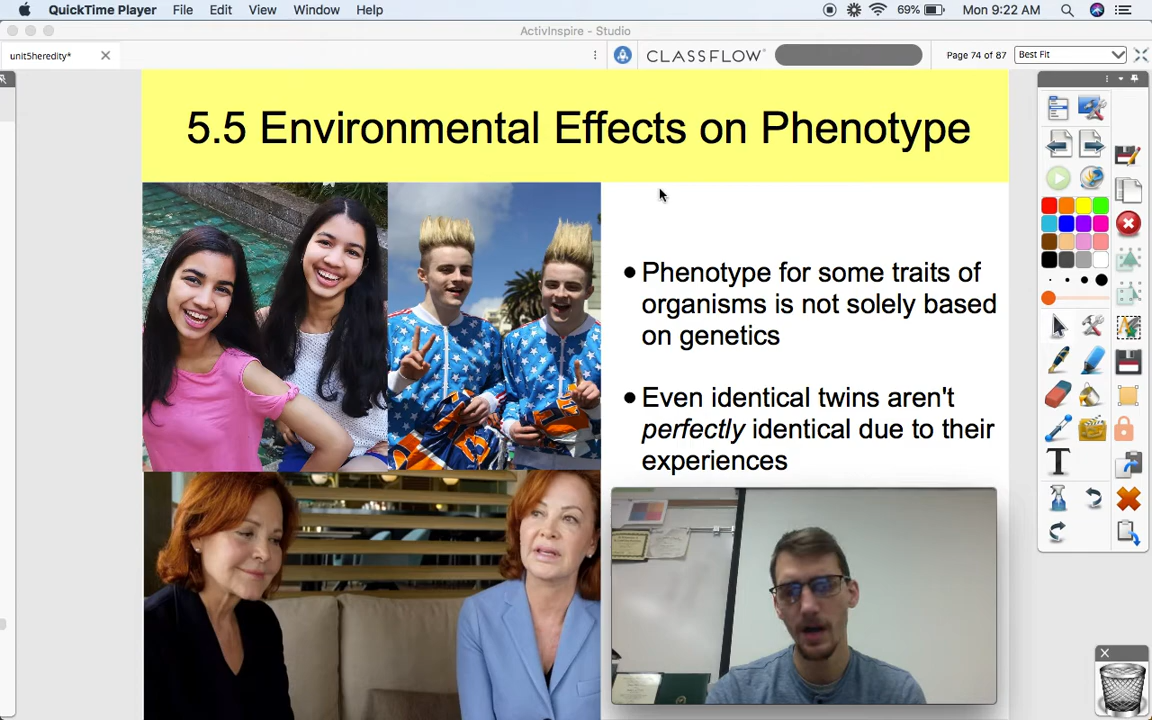 QuickTime Player File Edit View Window Help 69% Mon 9:22 AM
ActivInspire - Studio
unit5heredity* CLASSFLOW Page 74 of 87 Best Fit
5.5 Environmental Effects on Phenotype
•Phenotype for some traits of
organisms is not solely based
on genetics
•Even identical twins aren't
perfectly identical due to their
experiences
T